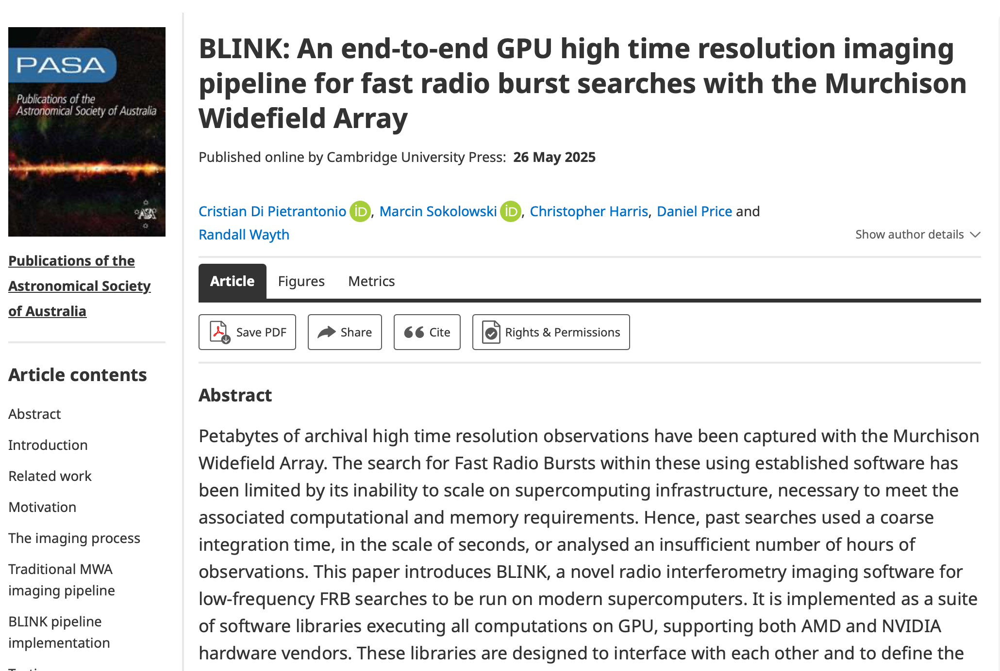 PASA
Publications of the
Astronomical Society of Australia
Publications of the
Astronomical Society
of Australia
Article contents
Abstract
Introduction
Related work
Motivation
The imaging process
Traditional MWA
imaging pipeline
BLINK pipeline
implementation
BLINK: An end-to-end GPU high time resolution imaging
pipeline for fast radio burst searches with the Murchison
Widefield Array
Published online by Cambridge University Press: 26 May 2025
Cristian Di Pietrantonio iD, Marcin Sokolowski iD, Christopher Harris, Daniel Price and
Randall Wayth
Show author details
Article Figures Metrics
Save PDF Share Cite Rights & Permissions
Abstract
Petabytes of archival high time resolution observations have been captured with the Murchison
Widefield Array. The search for Fast Radio Bursts within these using established software has
been limited by its inability to scale on supercomputing infrastructure, necessary to meet the
associated computational and memory requirements. Hence, past searches used a coarse
integration time, in the scale of seconds, or analysed an insufficient number of hours of
observations. This paper introduces BLINK, a novel radio interferometry imaging software for
low-frequency FRB searches to be run on modern supercomputers. It is implemented as a suite
of software libraries executing all computations on GPU, supporting both AMD and NVIDIA
hardware vendors. These libraries are designed to interface with each other and to define the